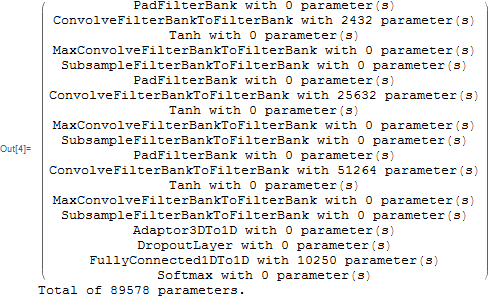 PadFilterBank with 0 parameter(s)
ConvolveFilterBankToFilterBank with 2432 parameter(s)
Tanh with 0 parameter(s)
MaxConvolveFilterBankToFilterBank with 0 parameter(s)
SubsampleFilterBankToFilterBank with 0 parameter(s)
PadFilterBank with 0 parameter(s)
ConvolveFilterBankToFilterBank with 25632 parameter(s)
Tanh with 0 parameter(s)
MaxConvolveFilterBankToFilterBank with 0 parameter(s)
Out[4]=
SubsampleFilterBankToFilterBank with 0 parameter(s)
PadFilterBank with 0 parameter(s)
ConvolveFilterBankToFilterBank with 51264 parameter(s)
Tanh with 0 parameter(s)
MaxConvolveFilterBankToFilterBank with 0 parameter(s)
SubsampleFilterBankToFilterBank with 0 parameter(s)
Adaptor3DTo1D with 0 parameter(s)
DropoutLayer with 0 parameter(s)
FullyConnected1DTo1D with 10250 parameter(s)
Softmax with 0 parameter(s)
Total of 89578 parameters.